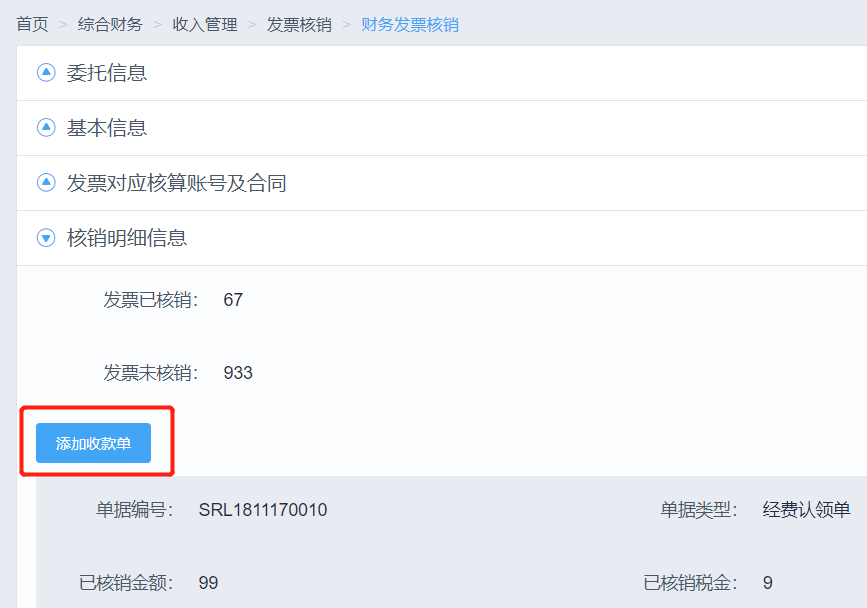 首页 > 综合财务 > 收入管理 > 发票核销 > 财务发票核销
委托信息
基本信息
发票对应核算账号及合同
核销明细信息
发票已核销： 67
发票未核销： 933
添加收款单
单据编号： SRL1811170010 单据类型： 经费认领单
已核销金额： 99 已核销税金： 9